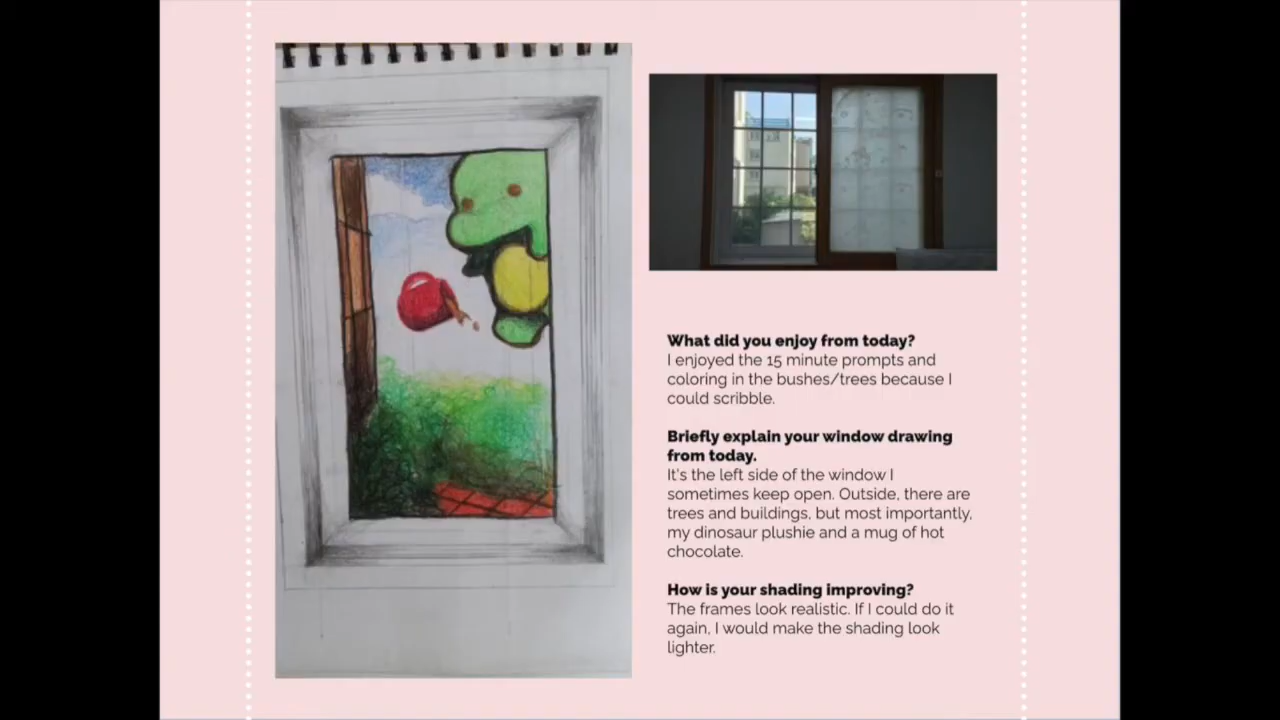 What did you enjoy from today?
I enjoyed the 15 minute prompts and
coloring in the bushes/trees because I
could scribble.
Briefly explain your window drawing
from today.
It's the left side of the window I
sometimes keep open. Outside, there are
trees and buildings, but most importantly,
my dinosaur plushie and a mug of hot
chocolate.
How is your shading improving?
The frames look realistic. If I could do it
again, I would make the shading look
lighter.